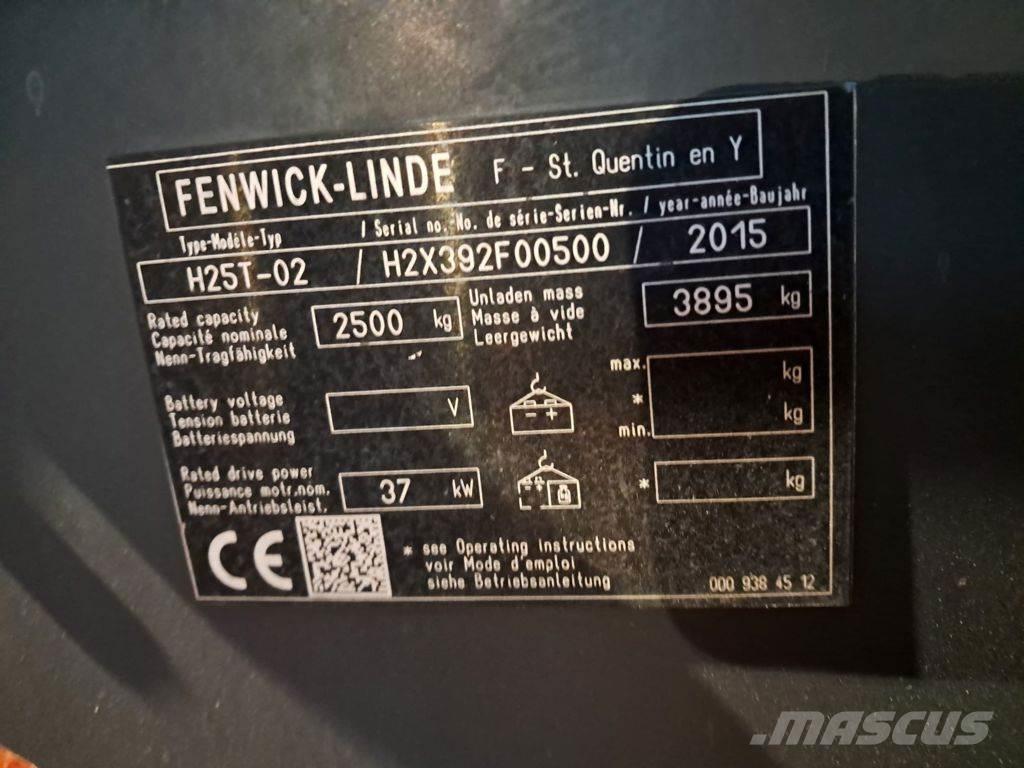 FENWICK-LINDE F - St. Quentin en Y
Type-Modèle-Typ / Serial no.-No. de série-Serien-Nr. / year-année-Baujahr
H25T-02 / H2X392F00500 / 2015
Rated capacity
Capacité nominale
Nenn-Tragfähigkeit
2500 kg
Unladen mass
Masse à vide
Leergewicht
3895 kg
Battery voltage
Tension batterie
Batteriespannung
V
- +
max. kg
*
min. kg
Rated drive power
Puissance motr.nom.
Nenn-Antriebsleist.
37 kW
* kg
CE
* see Operating Instructions
voir Mode d'emploi
siehe Betriebsanleitung
000 938 45 12
MASCUS